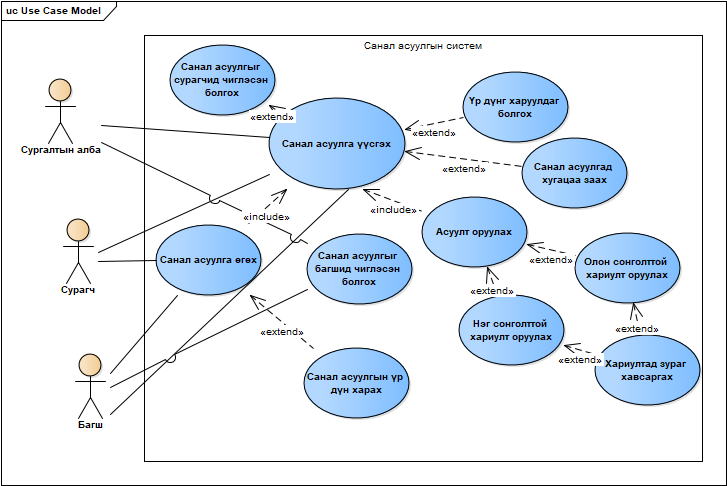 uc Use Case Model
Санал асуулгын систем
Санал асуулгыг
сурагчид чиглэсэн
болгох
«extend»
Үр дүнг харуулдаг
болгох
«extend»
Сургалтын алба
Санал асуулга үүсгэх
«extend»
Санал асуулгад
хугацаа заах
«include»
«include»
Асуулт оруулах
Сурагч
Санал асуулга өгөх
Санал асуулгыг
багшид чиглэсэн
болгох
«extend»
Олон сонголттой
хариулт оруулах
«extend»
«extend»
Нэг сонголттой
хариулт оруулах
«extend»
«extend»
Хариултад зураг
хавсаргах
Санал асуулгын үр
дүн харах
Багш